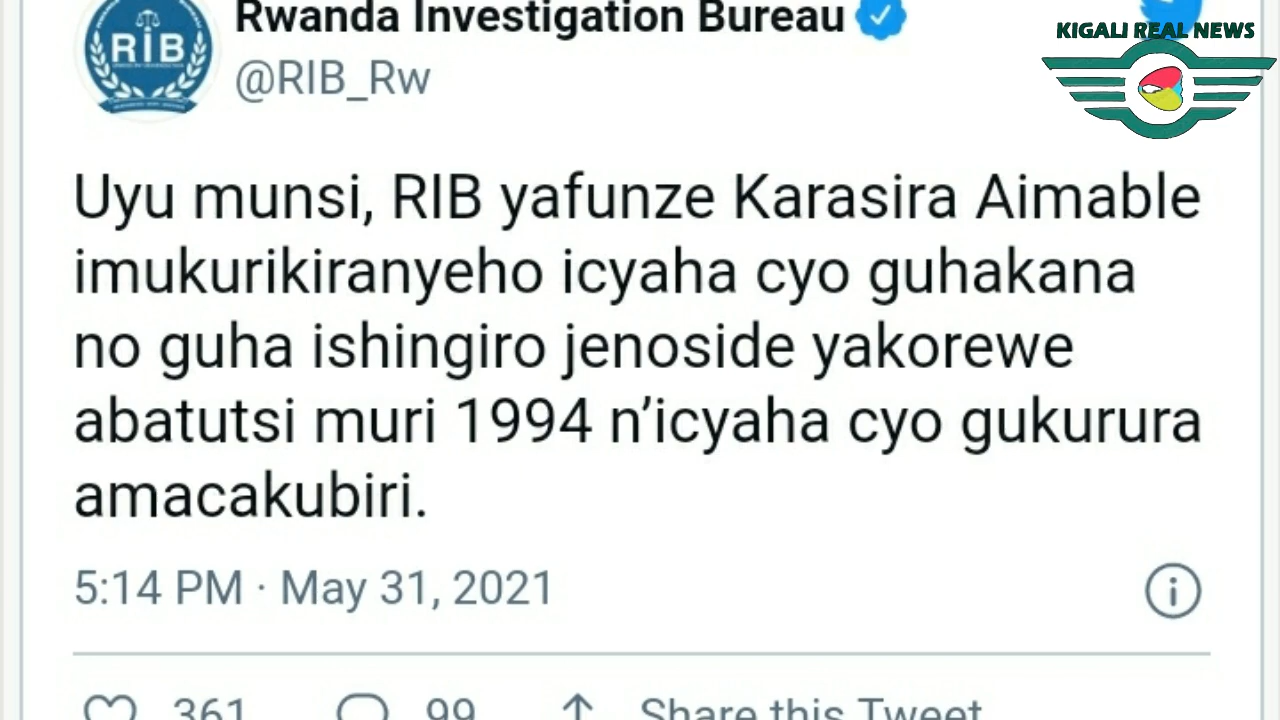 Rwanda Investigation Bureau
KIGALI REAL NEWS
RIB
@RIB_Rw
Uyu munsi, RIB yafunze Karasira Aimable
imukurikiranyeho icyaha cyo guhakana
no guha ishingiro jenoside yakorewe
abatutsi muri 1994 n’icyaha cyo gukurura
amacakubiri.
5:14 PM · May 31, 2021
361 99 Share this Tweet